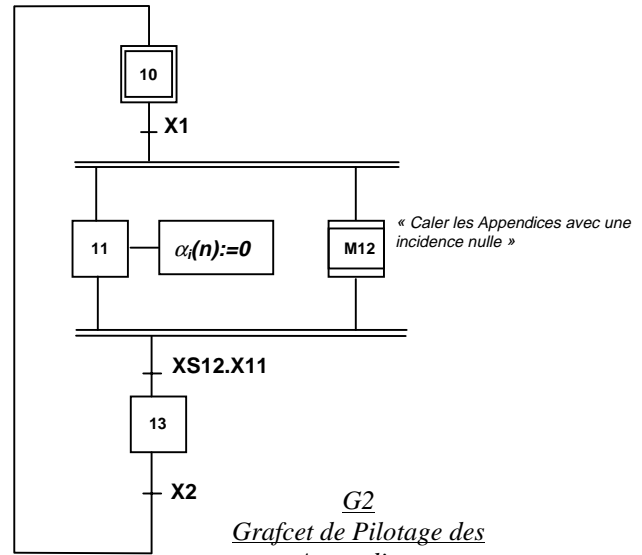 10
X1
11
αi(n):=0
M12
« Caler les Appendices avec une
incidence nulle »
XS12.X11
13
X2
G2
Grafcet de Pilotage des